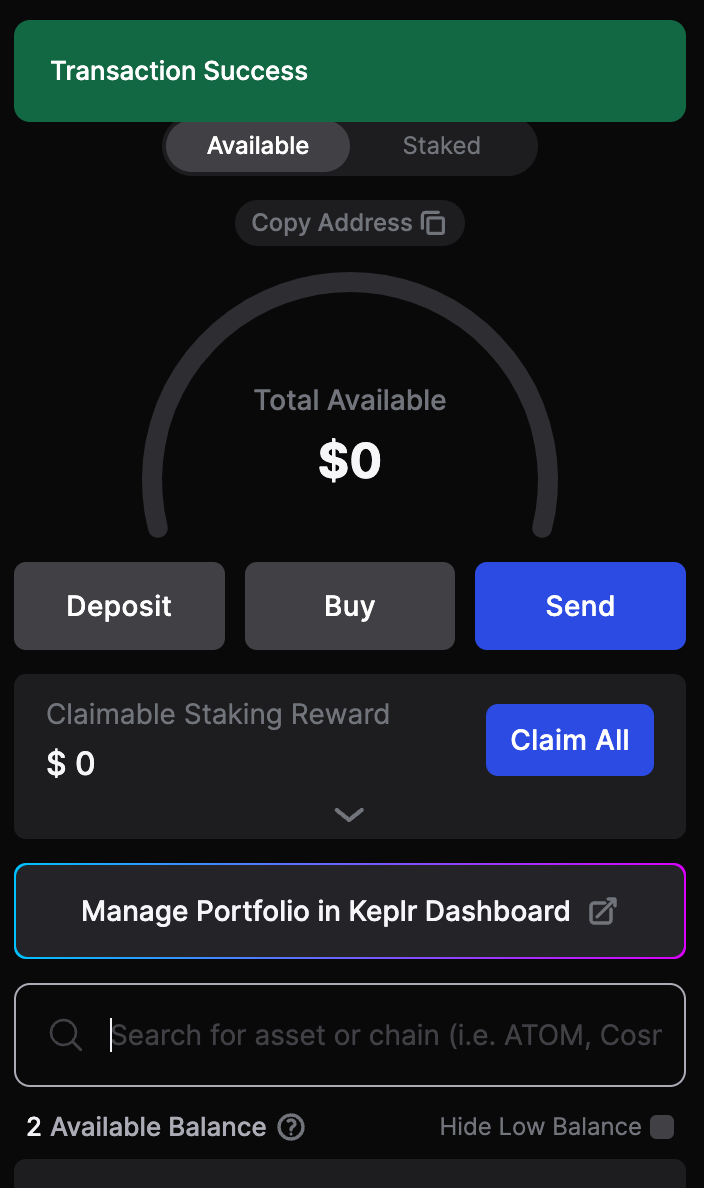 Transaction Success
Available Staked
Copy Address
Total Available
$0
Deposit Buy Send
Claimable Staking Reward
$ 0
Claim All
Manage Portfolio in Keplr Dashboard
Search for asset or chain (i.e. ATOM, Cosr
2 Available Balance ? Hide Low Balance